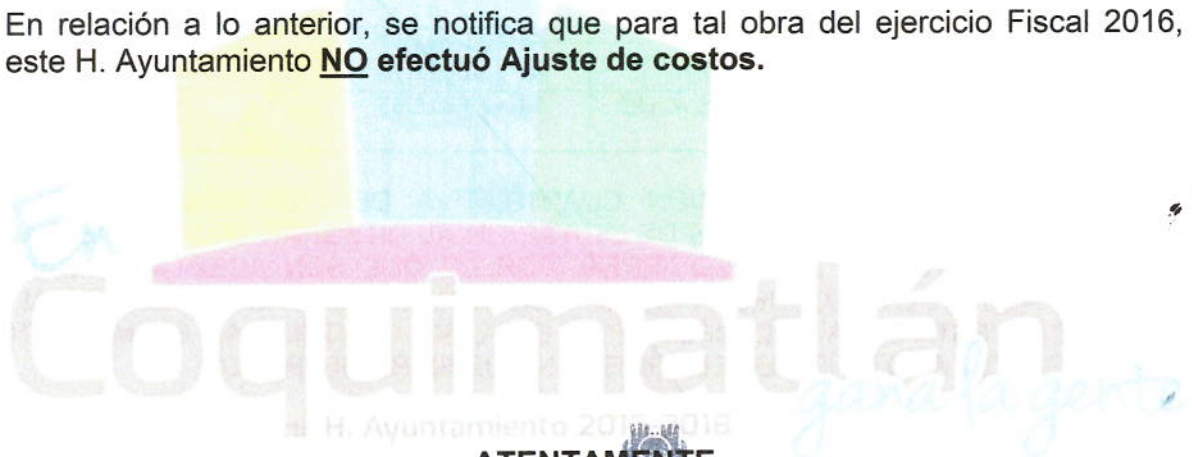 En relación a lo anterior, se notifica que para tal obra del ejercicio Fiscal 2016,
este H. Ayuntamiento NO efectuó Ajuste de costos.
En
Coquimatlán
gana la gente
H. Ayuntamiento 2015-2018
ATENTAMENTE